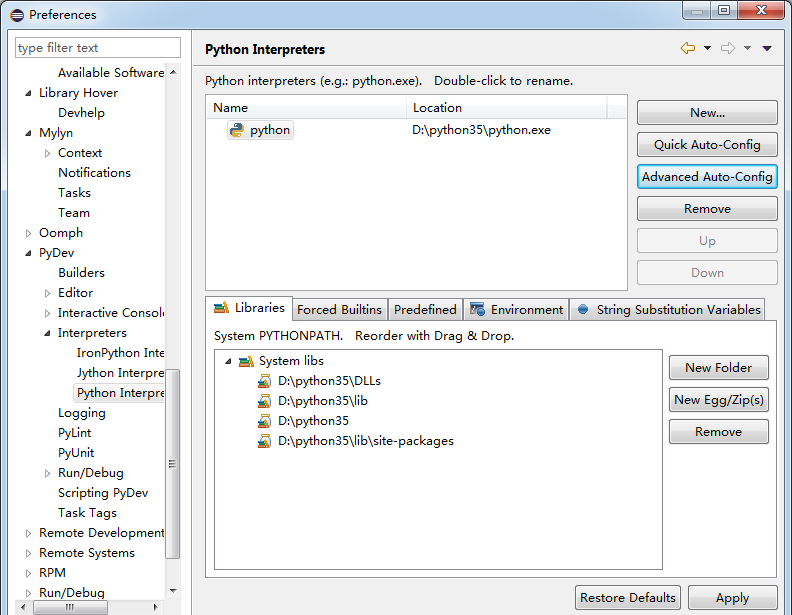 Preferences
type filter text
Available Software
Library Hover
Devhelp
Mylyn
Context
Notifications
Tasks
Team
Oomph
PyDev
Builders
Editor
Interactive Consol
Interpreters
IronPython Inte
Jython Interpre
Python Interpre
Logging
PyLint
PyUnit
Run/Debug
Scripting PyDev
Task Tags
Remote Development
Remote Systems
RPM
Run/Debug
Python Interpreters
Python interpreters (e.g.: python.exe).   Double-click to rename.
Name Location
python D:\python35\python.exe
New...
Quick Auto-Config
Advanced Auto-Config
Remove
Up
Down
Libraries Forced Builtins Predefined Environment String Substitution Variables
System PYTHONPATH.   Reorder with Drag & Drop.
System libs
D:\python35\DLLs
D:\python35\lib
D:\python35
D:\python35\lib\site-packages
New Folder
New Egg/Zip(s)
Remove
Restore Defaults Apply